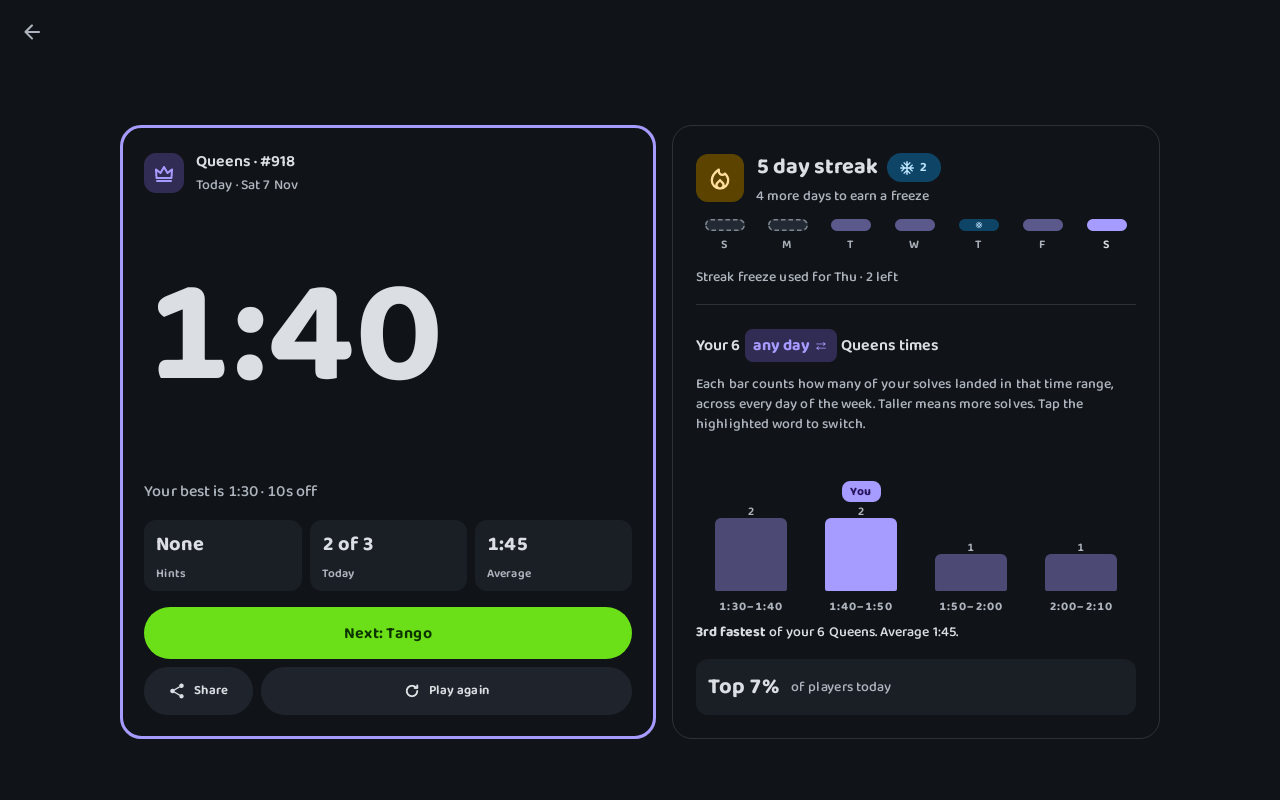 Queens · #918
Today · Sat 7 Nov
1:40
Your best is 1:30 · 10s off
None
Hints
2 of 3
Today
1:45
Average
Next: Tango
Share
Play again
5 day streak
2
4 more days to earn a freeze
S M T W T F S
Streak freeze used for Thu · 2 left
Your 6 any day Queens times
Each bar counts how many of your solves landed in that time range,
across every day of the week. Taller means more solves. Tap the
highlighted word to switch.
You
2 2 1 1
1:30–1:40 1:40–1:50 1:50–2:00 2:00–2:10
3rd fastest of your 6 Queens. Average 1:45.
Top 7% of players today